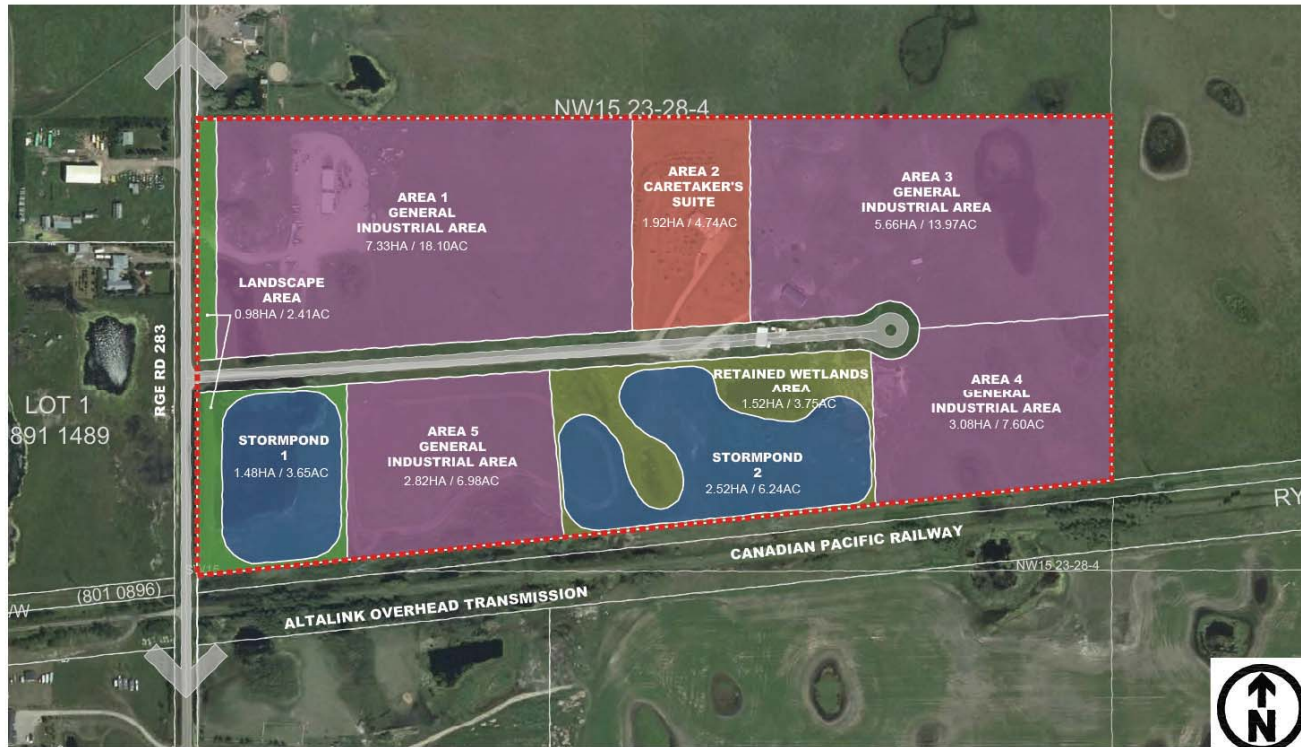 NW15 23-28-4
AREA 1
GENERAL
INDUSTRIAL AREA
7.33HA / 18.10AC
AREA 2
CARETAKER'S
SUITE
1.92HA / 4.74AC
AREA 3
GENERAL
INDUSTRIAL AREA
5.66HA / 13.97AC
LANDSCAPE
AREA
0.98HA / 2.41AC
RGE RD 283
LOT 1
891 1489
STORMPOND
1
1.48HA / 3.65AC
AREA 5
GENERAL
INDUSTRIAL AREA
2.82HA / 6.98AC
RETAINED WETLANDS
AREA
1.52HA / 3.75AC
STORMPOND
2
2.52HA / 6.24AC
AREA 4
GENERAL
INDUSTRIAL AREA
3.08HA / 7.60AC
RY
CANADIAN PACIFIC RAILWAY
NW15 23-28-4
(801 0896)
ALTALINK OVERHEAD TRANSMISSION
N